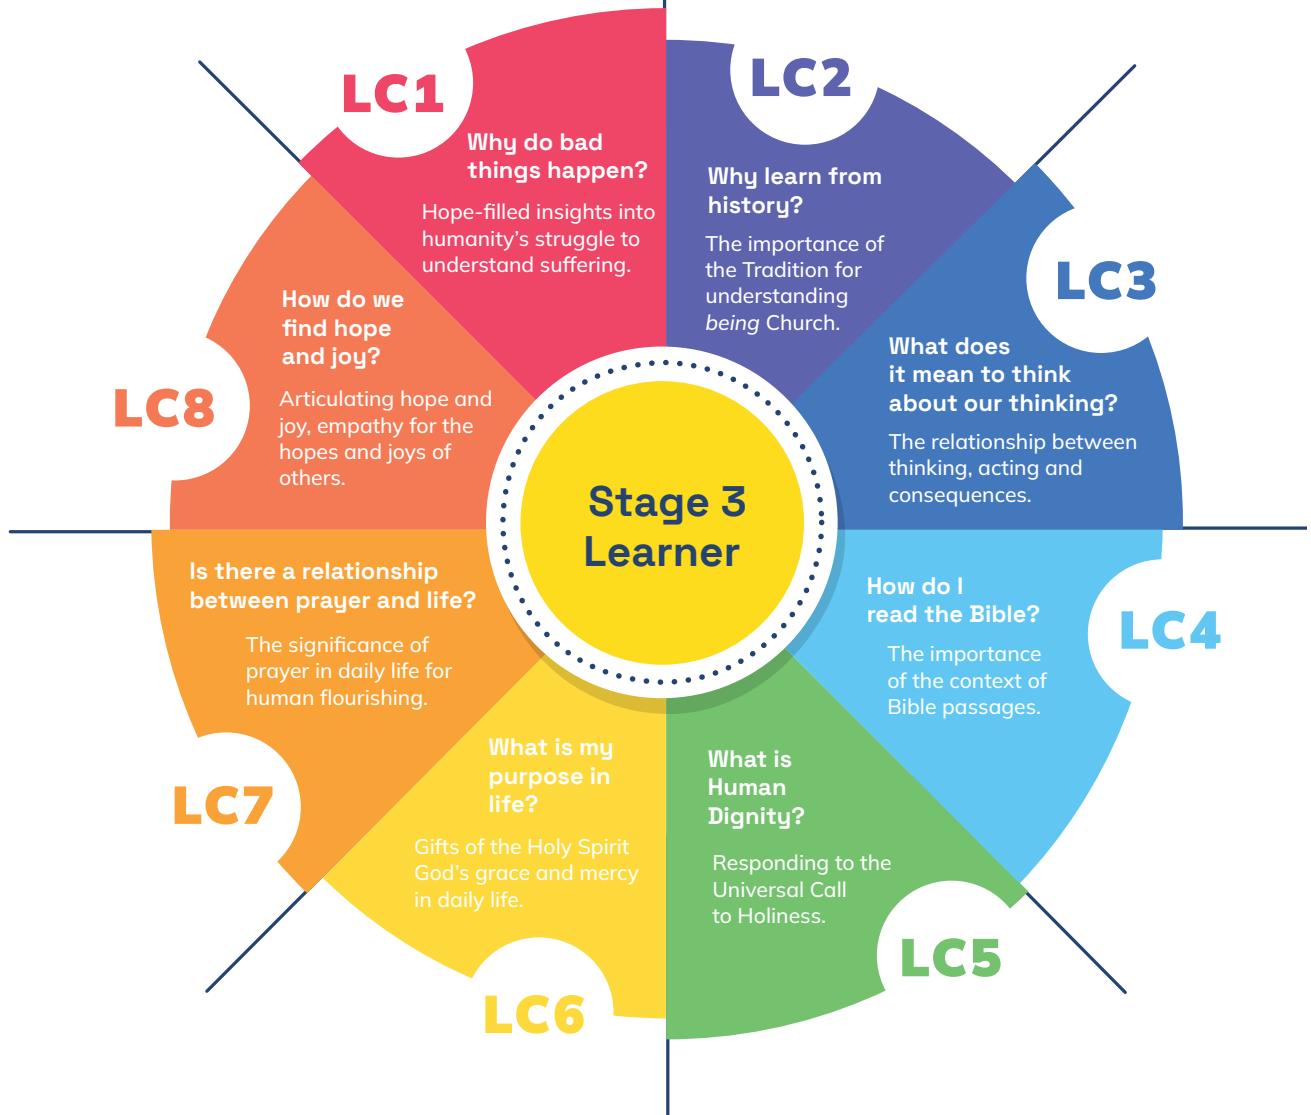 LC1
Why do bad
things happen?
Hope-filled insights into
humanity’s struggle to
understand suffering.
LC2
Why learn from
history?
The importance of
the Tradition for
understanding
being Church.
LC3
What does
it mean to think
about our thinking?
The relationship between
thinking, acting and
consequences.
LC4
How do I
read the Bible?
The importance
of the context of
Bible passages.
LC5
What is
Human
Dignity?
Responding to the
Universal Call
to Holiness.
LC6
What is my
purpose in
life?
Gifts of the Holy Spirit
God’s grace and mercy
in daily life.
LC7
Is there a relationship
between prayer and life?
The significance of
prayer in daily life for
human flourishing.
LC8
How do we
find hope
and joy?
Articulating hope and
joy, empathy for the
hopes and joys of
others.
Stage 3
Learner